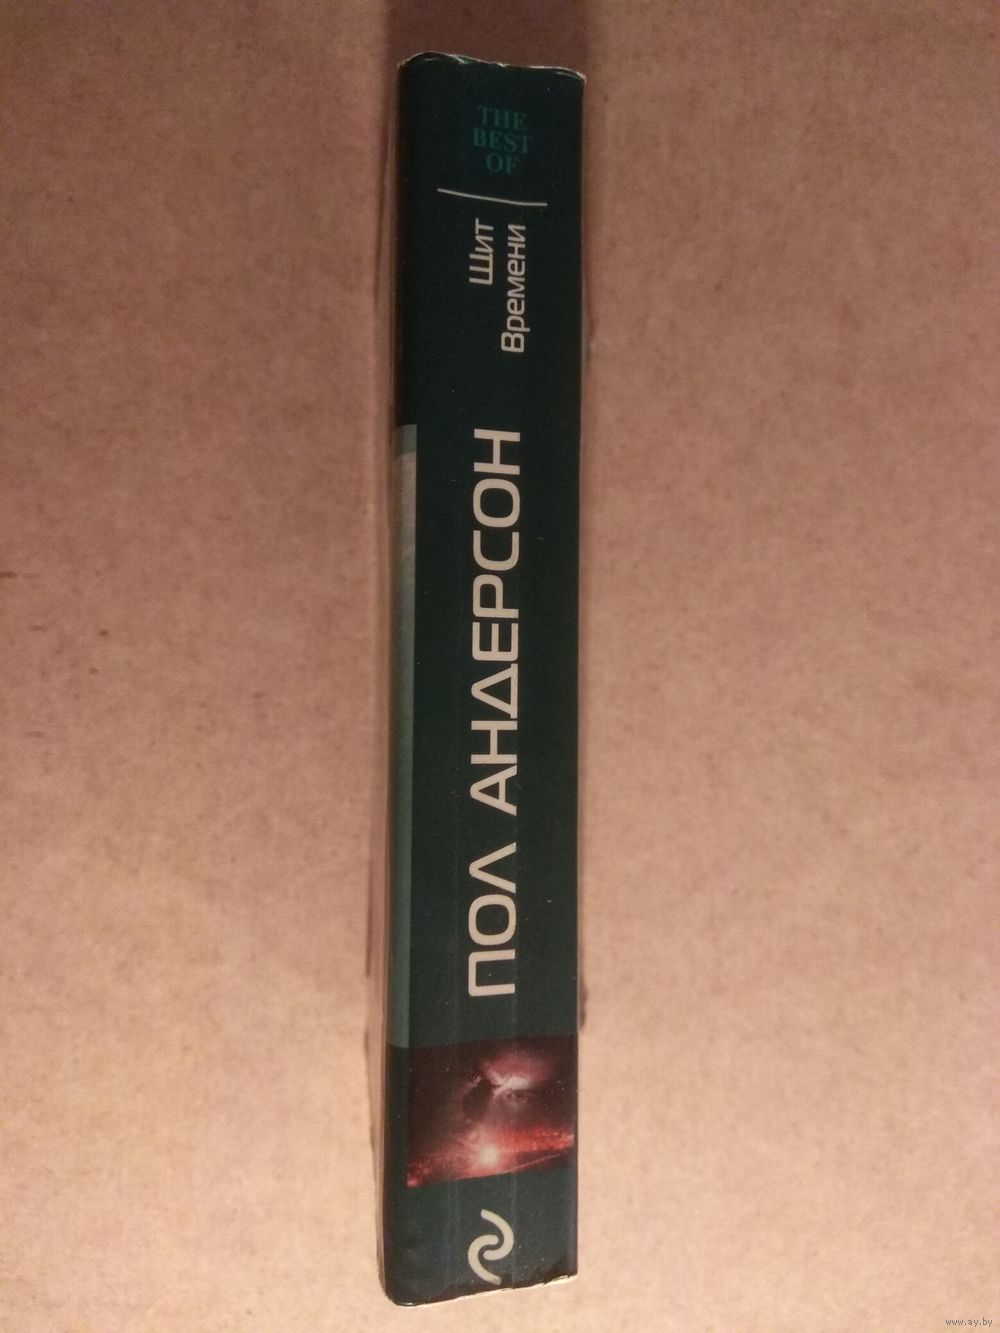 THE
BEST
OF
Щит
Времени
ПОЛ АНДЕРСОН
www.ay.by